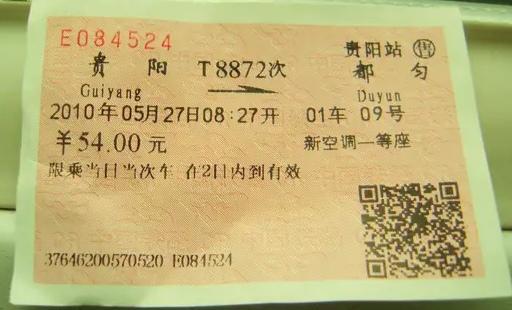 E084524
贵阳站 售
贵阳 T8872次 都匀
Guiyang Duyun
2010年05月27日08:27开 01车 09号
￥54.00元 新空调一等座
限乘当日当次车 在2日内到有效
37646200570520 E084524